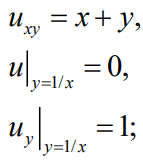 u_{xy} = x + y,
u|_{y=1/x} = 0,
u_y|_{y=1/x} = 1;